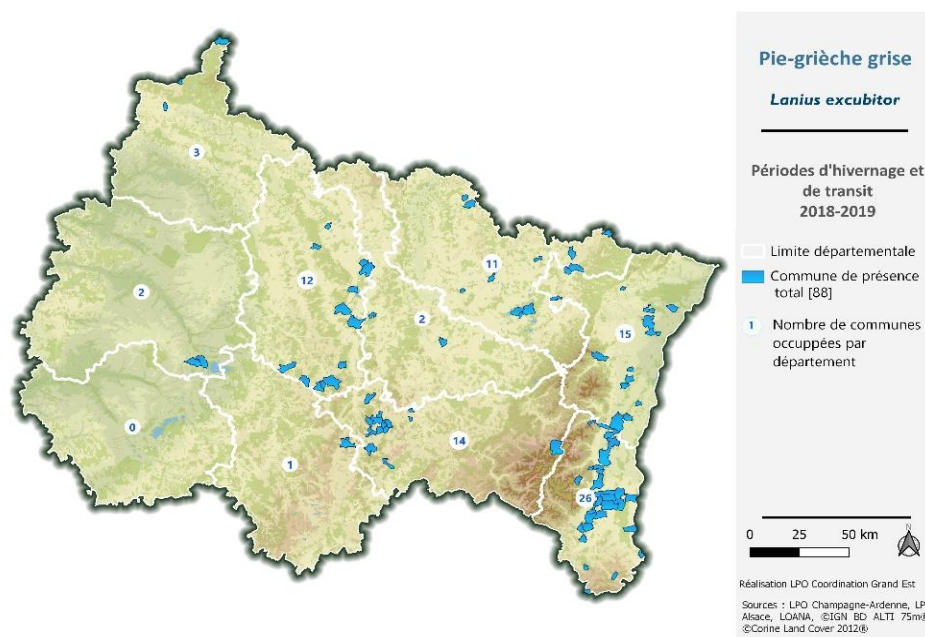 Pie-grièche grise
Lanius excubitor
Périodes d'hivernage et
de transit
2018-2019
Limite départementale
Commune de présence
total [88]
1 Nombre de communes
occuppées par
département
3
12
11
2
2
15
0
14
1
26
0 25 50 km
N
Réalisation LPO Coordination Grand Est
Sources : LPO Champagne-Ardenne, LP
Alsace, LOANA, ©IGN BD ALTI 75m®
©Corine Land Cover 2012®